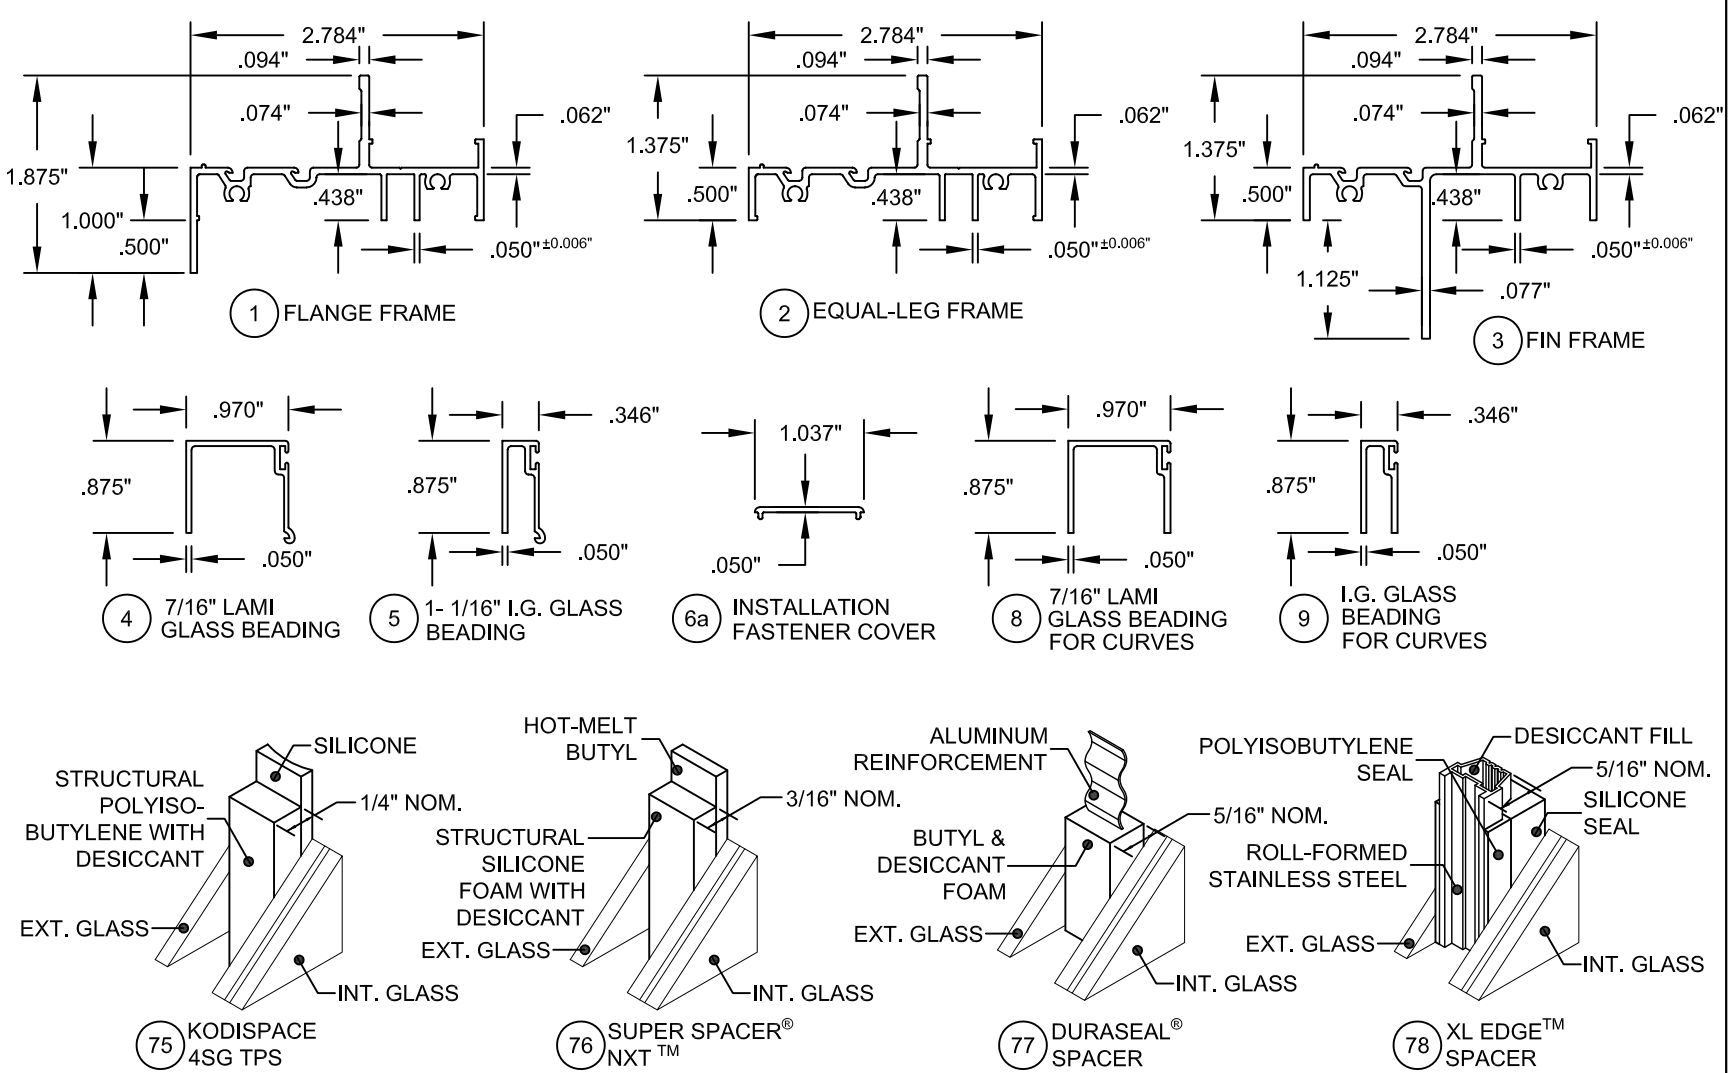 2.784"
.094"
.074"
.062"
1.875"
1.000"
.500"
.438"
.050"±0.006"
1 FLANGE FRAME
2.784"
.094"
.074"
.062"
1.375"
.500"
.438"
.050"±0.006"
2 EQUAL-LEG FRAME
2.784"
.094"
.074"
.062"
1.375"
.500"
.438"
.050"±0.006"
1.125"
.077"
3 FIN FRAME
.970"
.875"
.050"
4 7/16" LAMI
GLASS BEADING
.346"
.875"
.050"
5 1- 1/16" I.G. GLASS
BEADING
1.037"
.050"
6a INSTALLATION
FASTENER COVER
.970"
.875"
.050"
8 7/16" LAMI
GLASS BEADING
FOR CURVES
.346"
.875"
.050"
9 I.G. GLASS
BEADING
FOR CURVES
SILICONE
STRUCTURAL
POLYISO-
BUTYLENE WITH
DESICCANT
1/4" NOM.
EXT. GLASS
INT. GLASS
75 KODISPACE
4SG TPS
HOT-MELT
BUTYL
3/16" NOM.
STRUCTURAL
SILICONE
FOAM WITH
DESICCANT
EXT. GLASS
INT. GLASS
76 SUPER SPACER®
NXT ™
ALUMINUM
REINFORCEMENT
5/16" NOM.
BUTYL &
DESICCANT
FOAM
EXT. GLASS
INT. GLASS
77 DURASEAL®
SPACER
POLYISOBUTYLENE
SEAL
DESICCANT FILL
5/16" NOM.
SILICONE
SEAL
ROLL-FORMED
STAINLESS STEEL
EXT. GLASS
INT. GLASS
78 XL EDGE™
SPACER